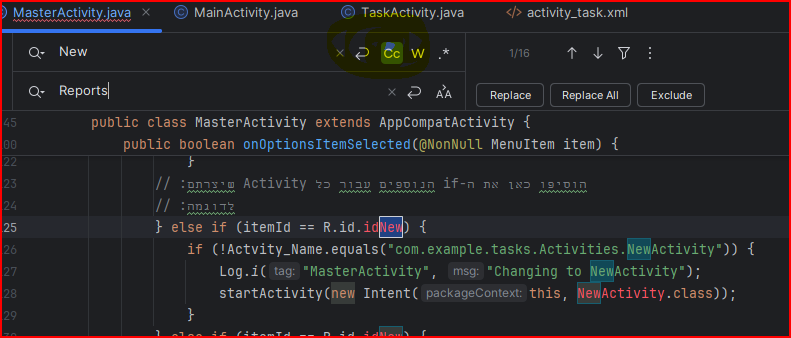 MasterActivity.java × MainActivity.java TaskActivity.java </> activity_task.xml
New × Cc W .* 1/16
Reports × Replace Replace All Exclude
45 public class MasterActivity extends AppCompatActivity {
00 public boolean onOptionsItemSelected(@NonNull MenuItem item) {
22 }
23 // הוסיפו כאן את ה-if הנוספים עבור כל Activity שיצרתם:
24 // לדוגמה:
25 } else if (itemId == R.id.idNew) {
26 if (!Actvity_Name.equals("com.example.tasks.Activities.NewActivity")) {
27 Log.i( tag: "MasterActivity", msg: "Changing to NewActivity");
28 startActivity(new Intent( packageContext: this, NewActivity.class));
29 }
30 } else if (itemId == R.id.idNew) {